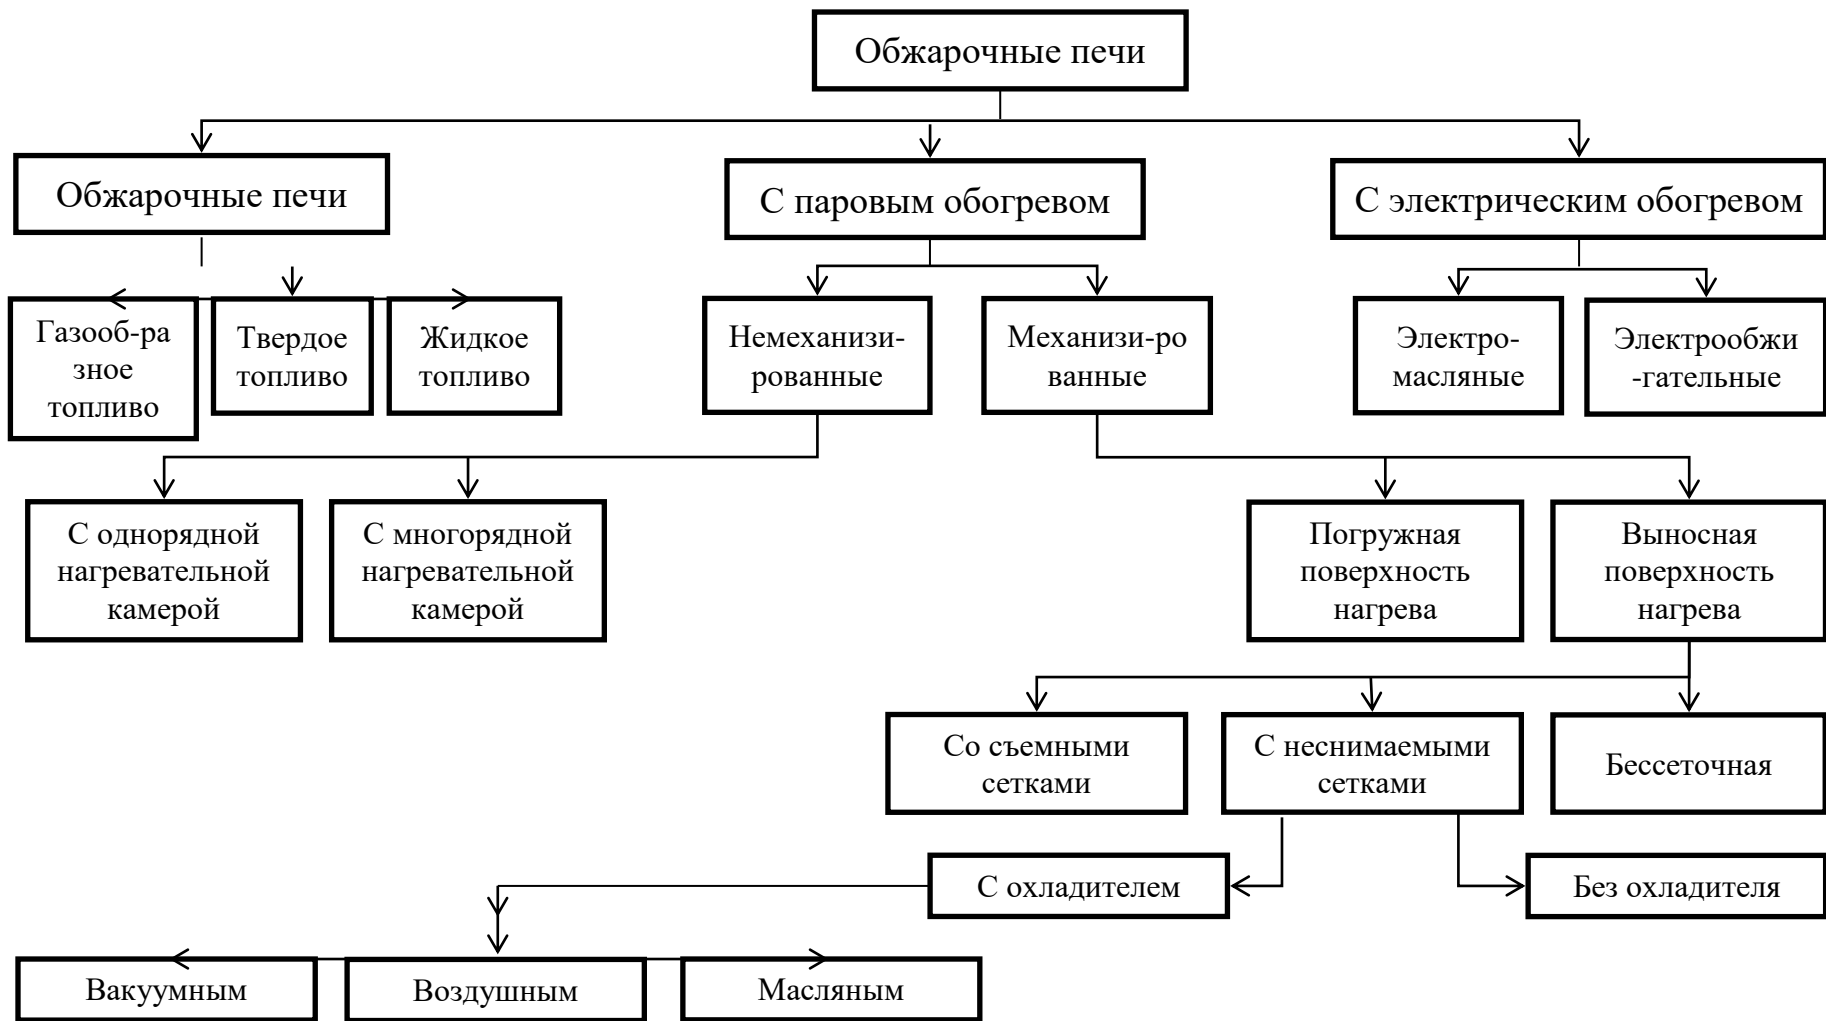 Обжарочные печи
Обжарочные печи
С паровым обогревом
С электрическим обогревом
Газооб-ра
зное
топливо
Твердое
топливо
Жидкое
топливо
Немеханизи-
рованные
Механизи-ро
ванные
Электро-
масляные
Электрообжи
-гательные
С однорядной
нагревательной
камерой
С многорядной
нагревательной
камерой
Погружная
поверхность
нагрева
Выносная
поверхность
нагрева
Со съемными
сетками
С неснимаемыми
сетками
Бессеточная
С охладителем
Без охладителя
Вакуумным
Воздушным
Масляным